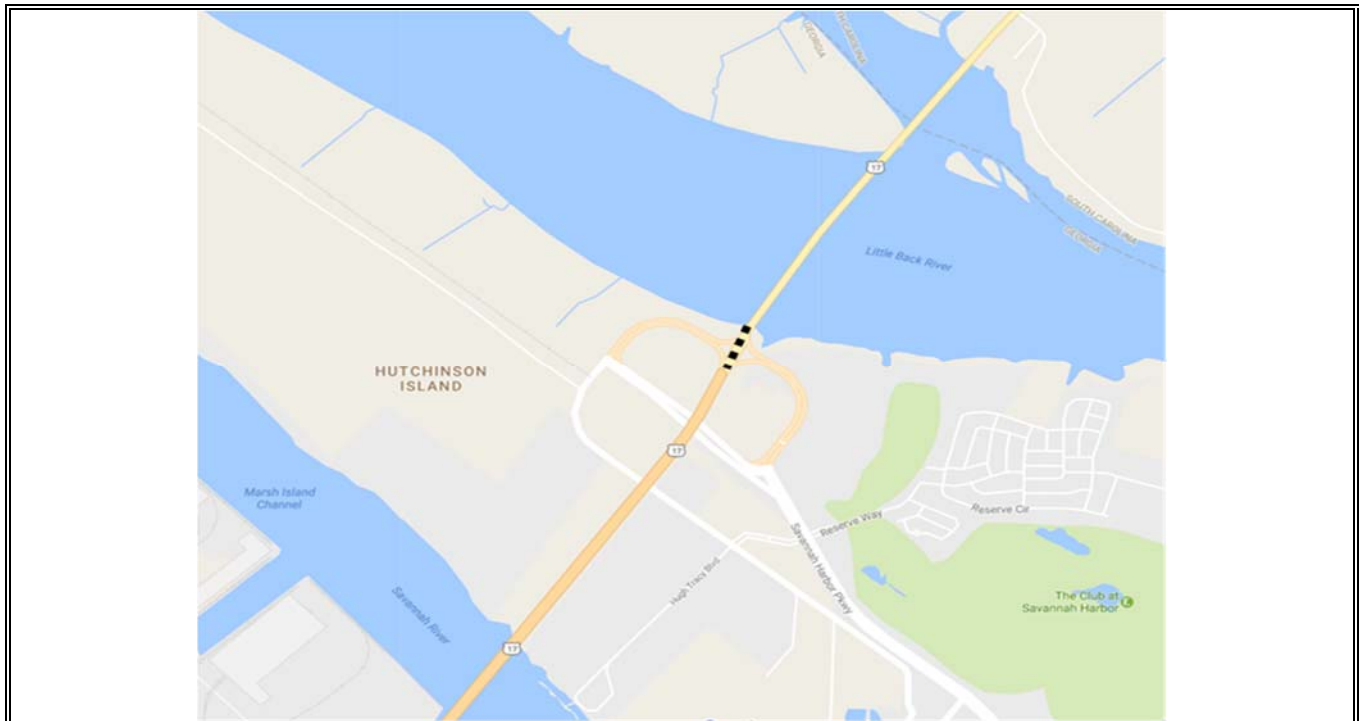 GEORGIA
SOUTH CAROLINA
17
SOUTH CAROLINA
GEORGIA
Little Back River
HUTCHINSON
ISLAND
17
Marsh Island
Channel
Reserve Cir
Reserve Way
Savannah Harbor Pkwy
Hugh Tracy Blvd
The Club at
Savannah Harbor
Savannah River
17